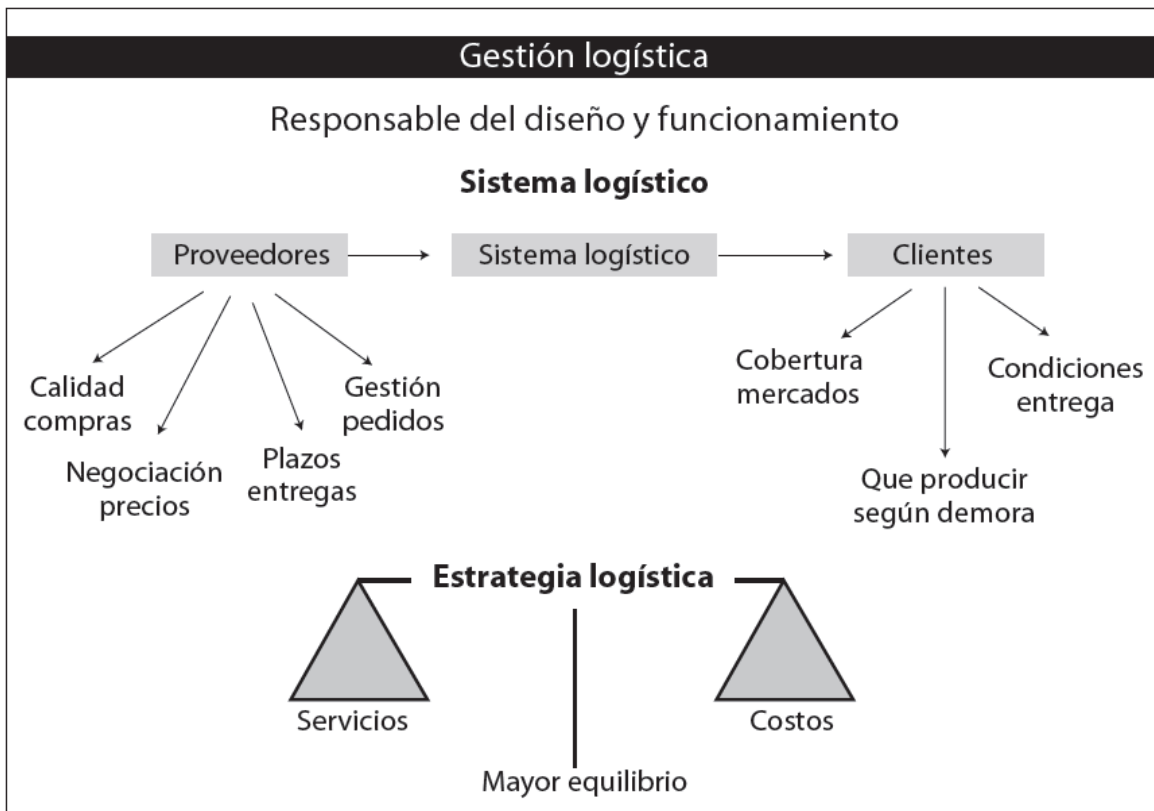 Gestión logística
Responsable del diseño y funcionamiento
Sistema logístico
Proveedores
Sistema logístico
Clientes
Calidad
compras
Negociación
precios
Plazos
entregas
Gestión
pedidos
Cobertura
mercados
Que producir
según demora
Condiciones
entrega
Estrategia logística
Servicios
Costos
Mayor equilibrio